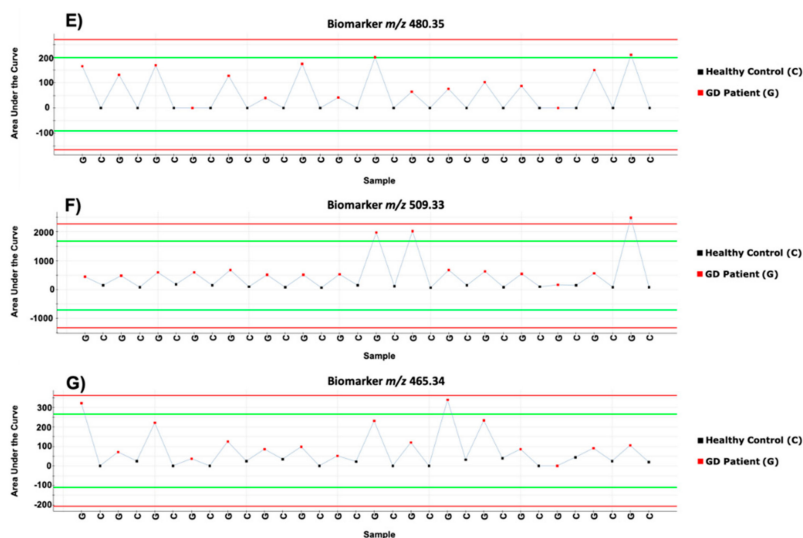 E)
Biomarker m/z 480.35
Area Under the Curve
200
100
0
-100
G C G C G C G C G C G C G C G C G C G C G C G C G C G C G C G C
Sample
Healthy Control (C)
GD Patient (G)
F)
Biomarker m/z 509.33
Area Under the Curve
2000
1000
0
-1000
G C G C G C G C G C G C G C G C G C G C G C G C G C G C G C G C
Sample
Healthy Control (C)
GD Patient (G)
G)
Biomarker m/z 465.34
Area Under the Curve
300
200
100
0
-100
-200
G C G C G C G C G C G C G C G C G C G C G C G C G C G C G C G C
Sample
Healthy Control (C)
GD Patient (G)